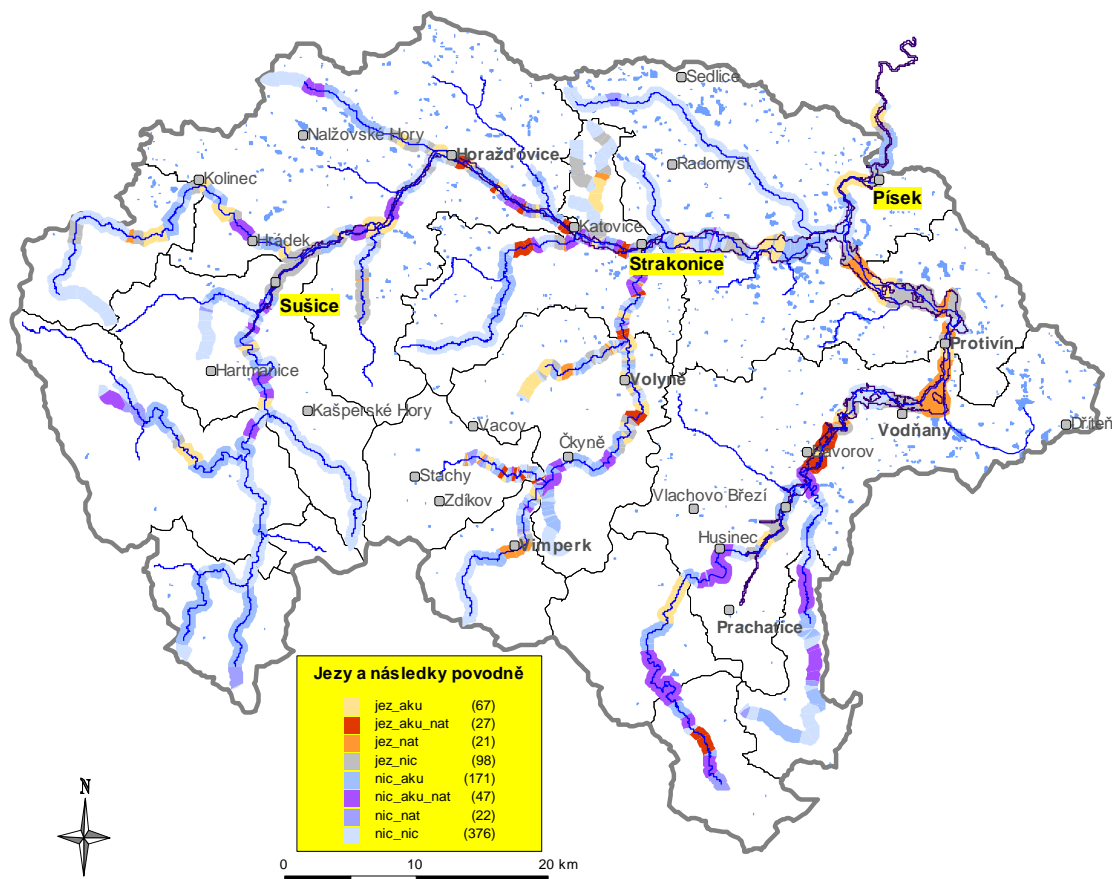 Sedlice
Nalžovské Hory
Horažďovice
Radomyšl
Kolinec
Písek
Katovice
Hrádek
Strakonice
Sušice
Protivín
Hartmanice
Volyně
Kašperské Hory
Vacov
Vodňany
Dříteň
Čkyně
Bavorov
Stachy
Zdíkov
Vlachovo Březí
Vimperk
Husinec
Prachatice
Jezy a následky povodně
jez_aku (67)
jez_aku_nat (27)
jez_nat (21)
jez_nic (98)
nic_aku (171)
nic_aku_nat (47)
nic_nat (22)
nic_nic (376)
N
0 10 20 km